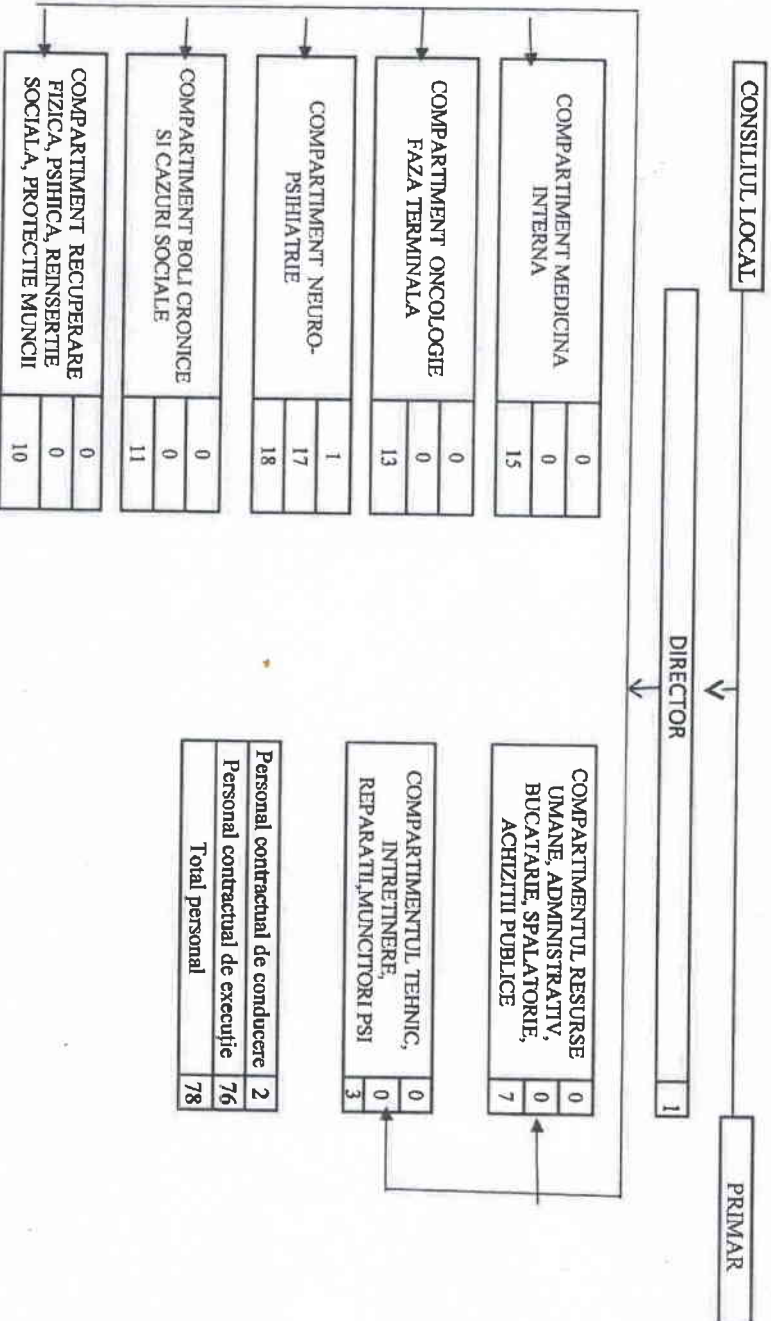 CONSILIUL LOCAL
PRIMAR
DIRECTOR
1
COMPARTIMENT MEDICINA
INTERNA
0
0
15
COMPARTIMENT ONCOLOGIE
FAZA TERMINALA
0
0
13
COMPARTIMENT NEURO-
PSIHIATRIE
1
17
18
COMPARTIMENT BOLI CRONICE
SI CAZURI SOCIALE
0
0
11
COMPARTIMENT RECUPERARE
FIZICA, PSIHICA, REINSERTIE
SOCIALA, PROTECTIE MUNCII
0
0
10
COMPARTIMENTUL RESURSE
UMANE, ADMINISTRATIV,
BUCATARIE, SPALATORIE,
ACHIZITII PUBLICE
0
0
7
COMPARTIMENTUL TEHNIC,
INTRETINERE,
REPARATII,MUNCITORI PSI
0
0
3
Personal contractual de conducere 2
Personal contractual de execuție 76
Total personal 78